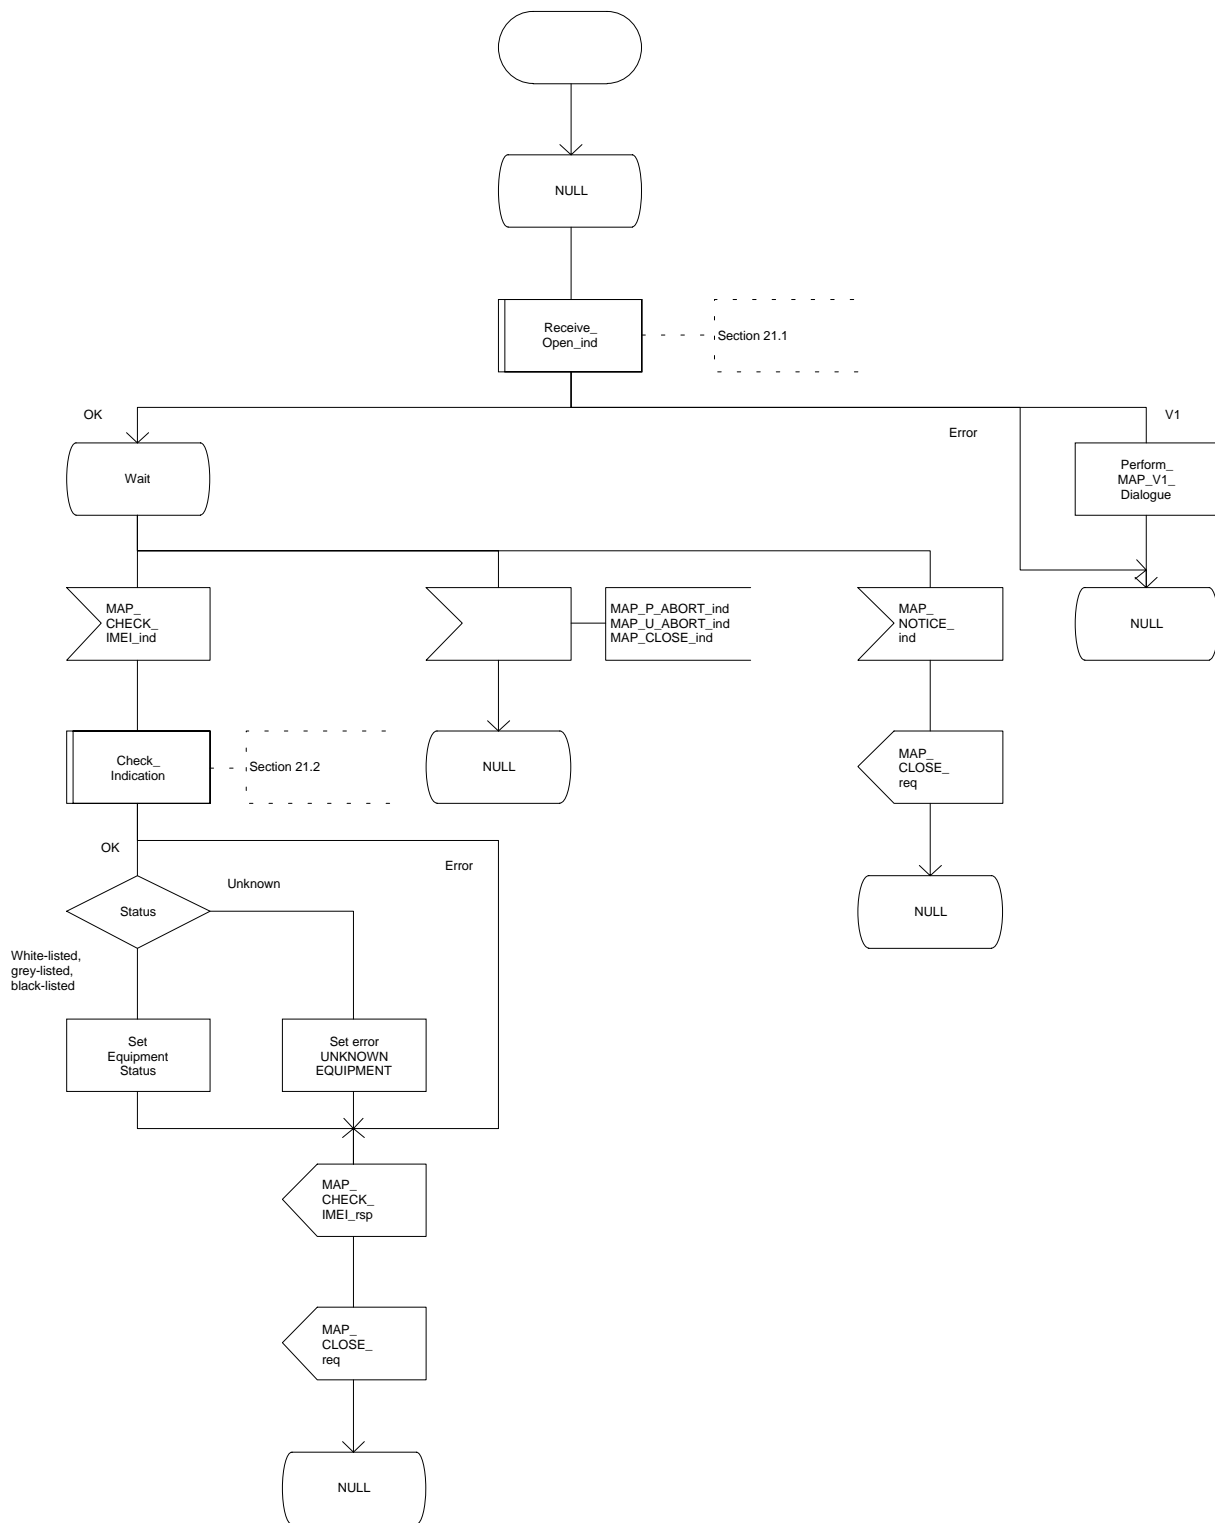 NULL
Receive_
Open_ind
Section 21.1
OK
Error
V1
Wait
Perform_
MAP_V1_
Dialogue
MAP_
CHECK_
IMEI_ind
MAP_P_ABORT_ind
MAP_U_ABORT_ind
MAP_CLOSE_ind
MAP_
NOTICE_
ind
NULL
Check_
Indication
Section 21.2
NULL
MAP_
CLOSE_
req
OK
Error
Unknown
Status
NULL
White-listed,
grey-listed,
black-listed
Set
Equipment
Status
Set error
UNKNOWN
EQUIPMENT
MAP_
CHECK_
IMEI_rsp
MAP_
CLOSE_
req
NULL